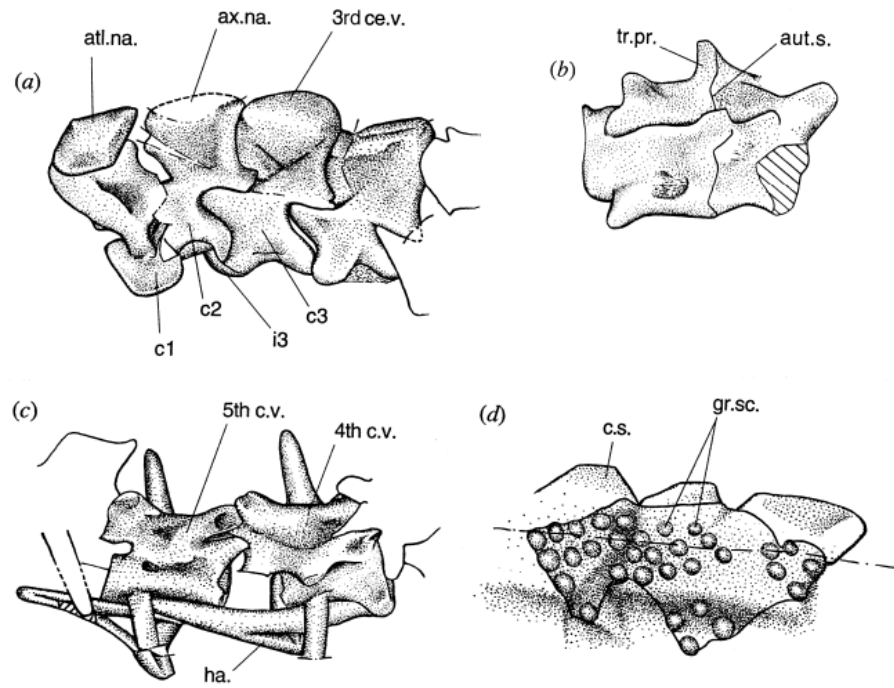 (a)
atl.na.
ax.na.
3rd ce.v.
c1
c2
i3
c3
(b)
tr.pr.
aut.s.
(c)
5th c.v.
4th c.v.
ha.
(d)
c.s.
gr.sc.